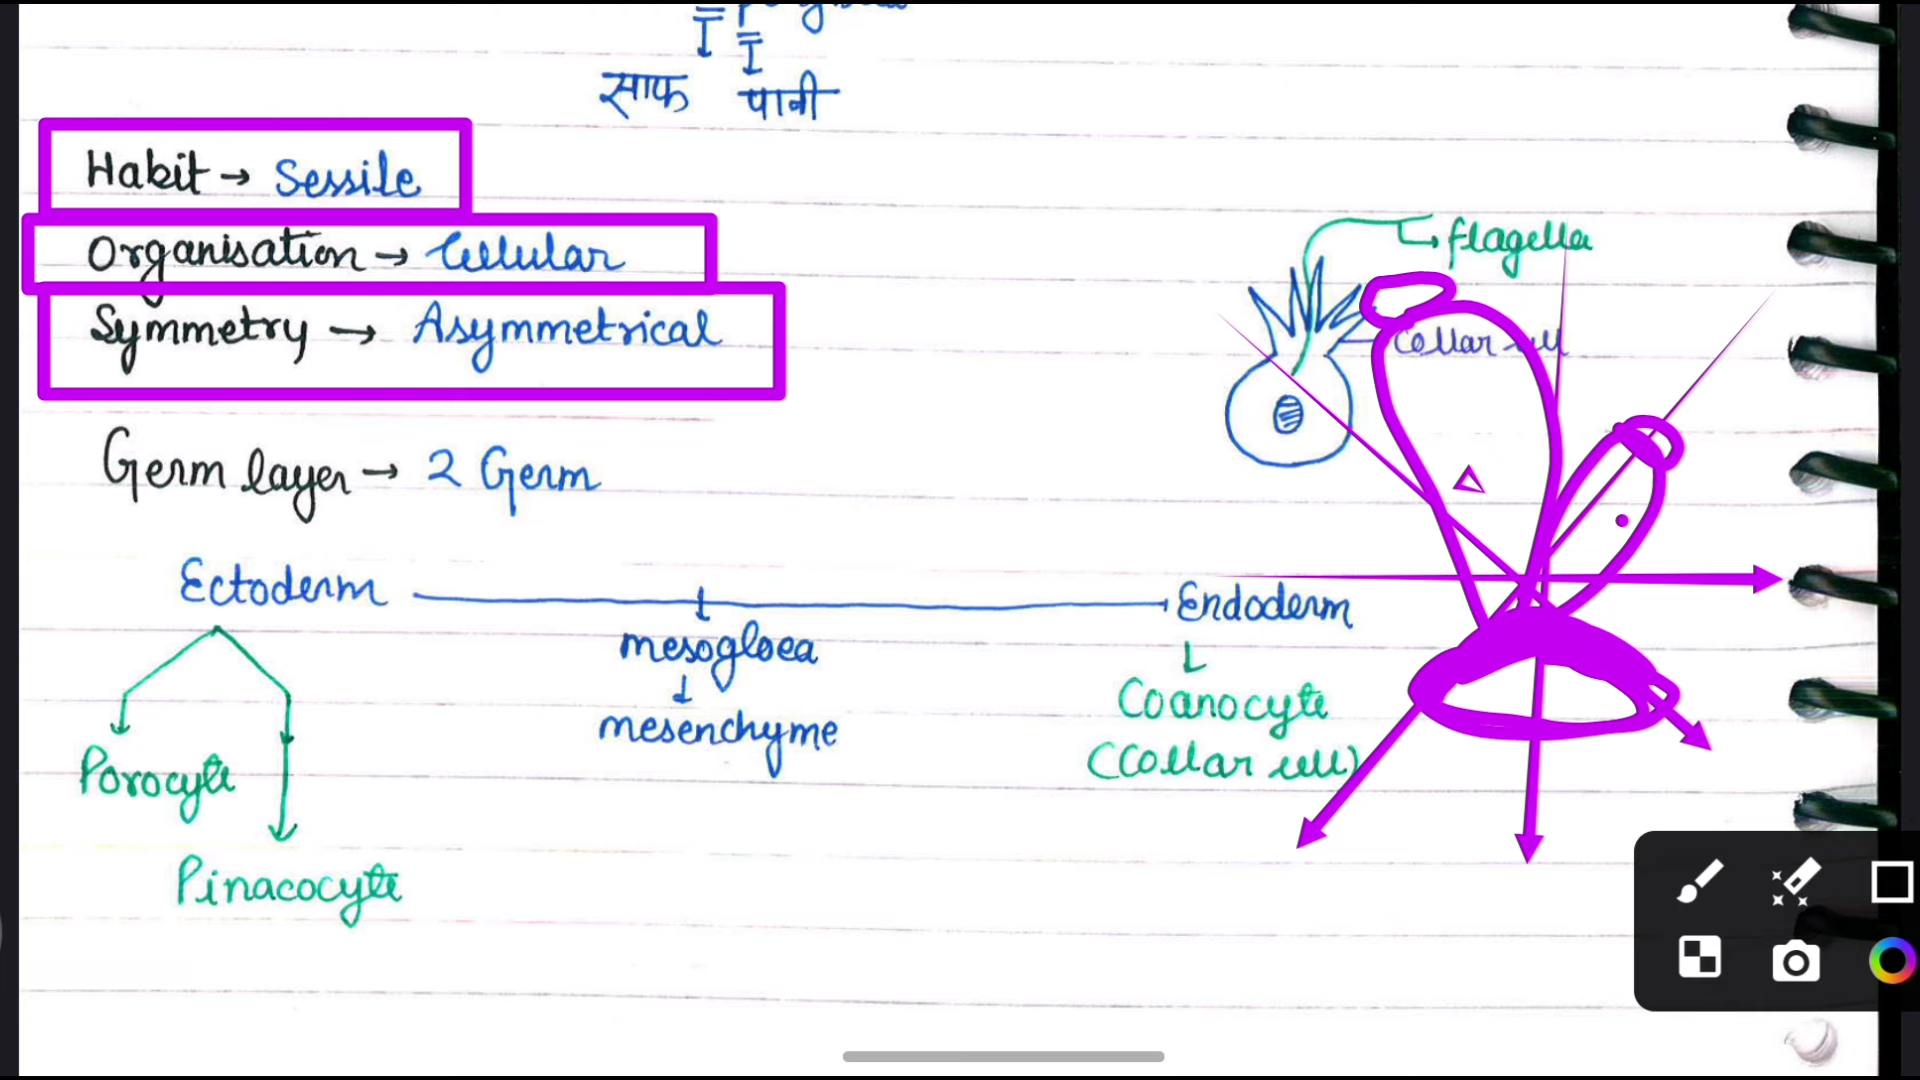 साफ पानी
Habit → Sessile
Organisation → Cellular
Symmetry → Asymmetrical
flagella
Collar cell
Germ layer → 2 Germ
Ectoderm
Endoderm
mesogloea
mesenchyme
Coanocyte
(Collar cell)
Porocyte
Pinacocyte